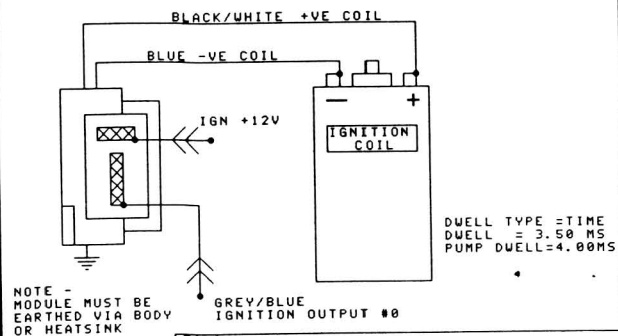 BLACK/WHITE +VE COIL
BLUE -VE COIL
IGN +12V
— +
IGNITION
COIL
DWELL TYPE =TIME
DWELL = 3.50 MS
PUMP DWELL=4.00MS
NOTE -
MODULE MUST BE
EARTHED VIA BODY
OR HEATSINK
GREY/BLUE
IGNITION OUTPUT #0